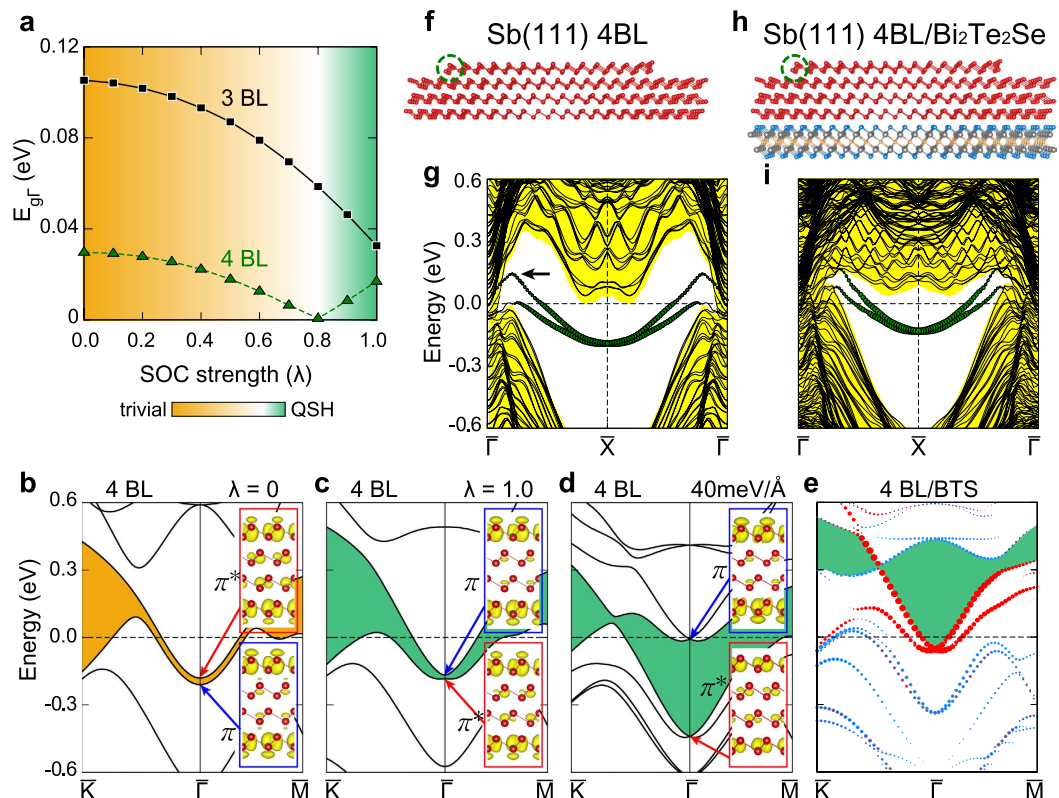 a
0.12
0.08
0.04
0
E_gΓ (eV)
3 BL
4 BL
0.0 0.2 0.4 0.6 0.8 1.0
SOC strength (λ)
trivial QSH
f
Sb(111) 4BL
h
Sb(111) 4BL/Bi₂Te₂Se
g
0.6
0.3
0.0
-0.3
-0.6
Energy (eV)
Γ̅ X̅ Γ̅
i
Γ̅ X̅ Γ̅
b
4 BL λ = 0
0.6
0.3
0.0
-0.3
-0.6
Energy (eV)
π*
π
K̅ Γ̅ M̅
c
4 BL λ = 1.0
π
π*
K̅ Γ̅ M̅
d
4 BL 40meV/Å
π
π*
K̅ Γ̅ M̅
e
4 BL/BTS
K̅ Γ̅ M̅